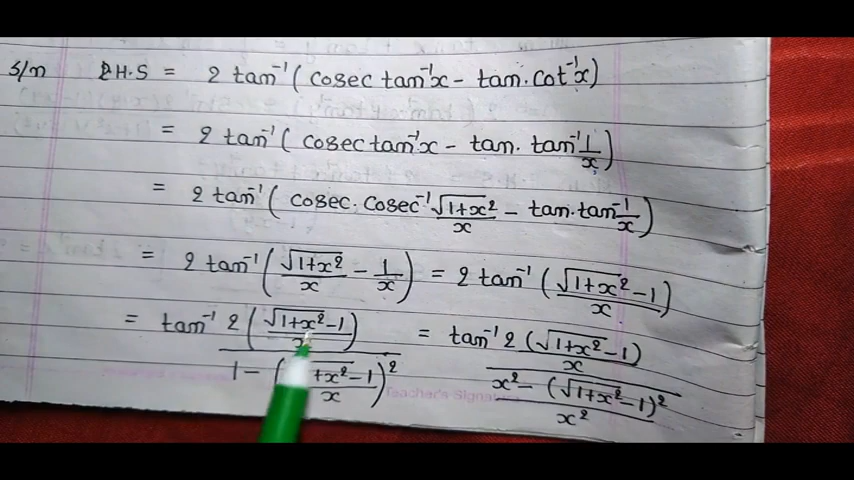 S/n R.H.S = 2 tan⁻¹ (cosec tan⁻¹x − tan. cot⁻¹x)
= 2 tan⁻¹ ( cosec tan⁻¹x − tan. tan⁻¹ 1/x )
= 2 tan⁻¹ ( cosec. cosec⁻¹ √1+x²/x − tan. tan⁻¹ 1/x )
= 2 tan⁻¹ ( √1+x²/x − 1/x ) = 2 tan⁻¹ ( √1+x² −1/x )
= tan⁻¹ 2 ( √1+x² −1/x ) / 1 − ( +x² −1/x )² = tan⁻¹ 2 ( √1+x² −1)/x / x² − (√1+x² −1)²/x²
Teacher's Signature